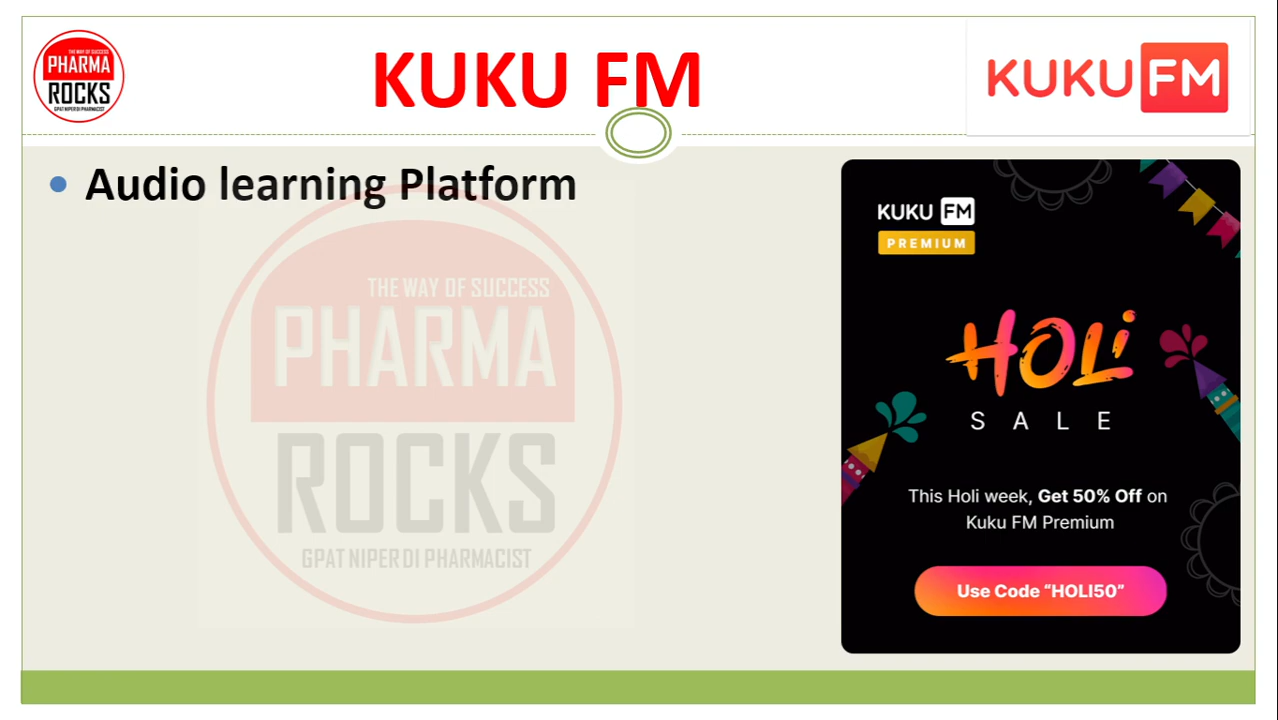 THE WAY OF SUCCESS
PHARMA
ROCKS
GPAT NIPER DI PHARMACIST
KUKU FM
KUKU FM
• Audio learning Platform
THE WAY OF SUCCESS
PHARMA
ROCKS
GPAT NIPER DI PHARMACIST
KUKU FM
PREMIUM
HOLi
SALE
This Holi week, Get 50% Off on
Kuku FM Premium
Use Code “HOLI50”